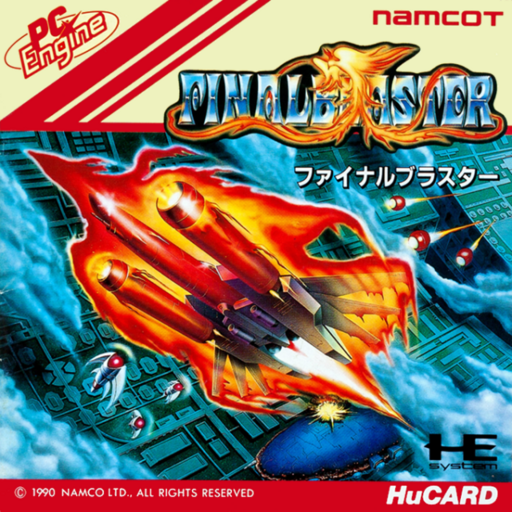 PC Engine
namcoT
FINAL BLASTER
ファイナルブラスター
HE
system
© 1990 NAMCO LTD., ALL RIGHTS RESERVED
HuCARD